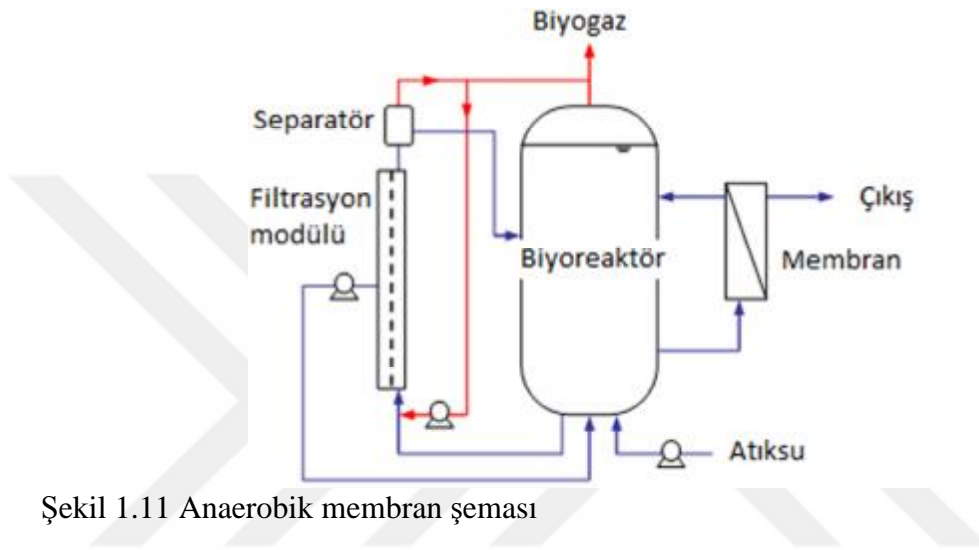 Biyogaz
Separatör
Filtrasyon
modülü
Biyoreaktör
Çıkış
Membran
Atıksu
Şekil 1.11 Anaerobik membran şeması